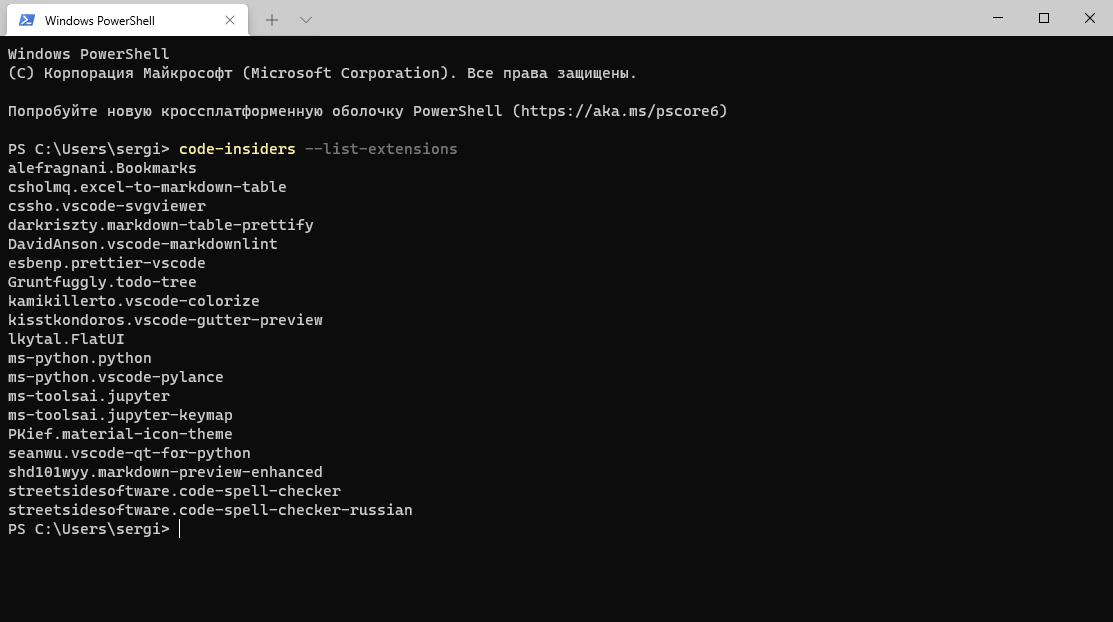 Windows PowerShell
Windows PowerShell
(C) Корпорация Майкрософт (Microsoft Corporation). Все права защищены.
Попробуйте новую кроссплатформенную оболочку PowerShell (https://aka.ms/pscore6)
PS C:\Users\sergi> code-insiders --list-extensions
alefragnani.Bookmarks
csholmq.excel-to-markdown-table
cssho.vscode-svgviewer
darkriszty.markdown-table-prettify
DavidAnson.vscode-markdownlint
esbenp.prettier-vscode
Gruntfuggly.todo-tree
kamikillerto.vscode-colorize
kisstkondoros.vscode-gutter-preview
lkytal.FlatUI
ms-python.python
ms-python.vscode-pylance
ms-toolsai.jupyter
ms-toolsai.jupyter-keymap
PKief.material-icon-theme
seanwu.vscode-qt-for-python
shd101wyy.markdown-preview-enhanced
streetsidesoftware.code-spell-checker
streetsidesoftware.code-spell-checker-russian
PS C:\Users\sergi>